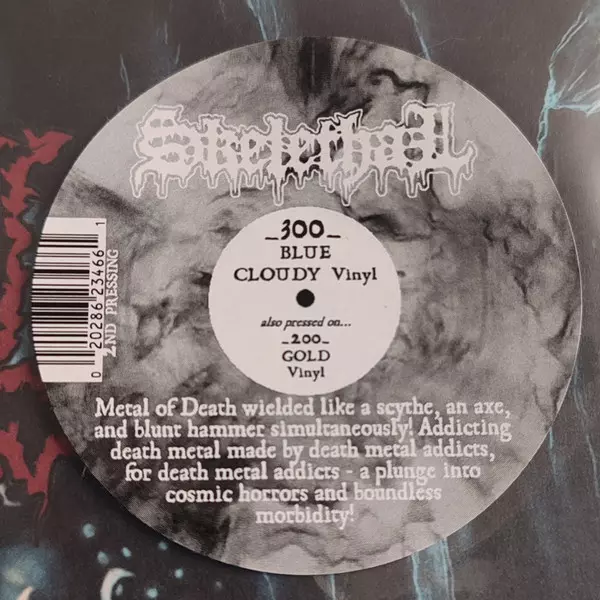 Skelethal
_300_
BLUE
CLOUDY Vinyl
also pressed on...
_200_
GOLD
Vinyl
0 20286 23466 1
2ND PRESSING
Metal of Death wielded like a scythe, an axe,
and blunt hammer simultaneously! Addicting
death metal made by death metal addicts,
for death metal addicts - a plunge into
cosmic horrors and boundless
morbidity!